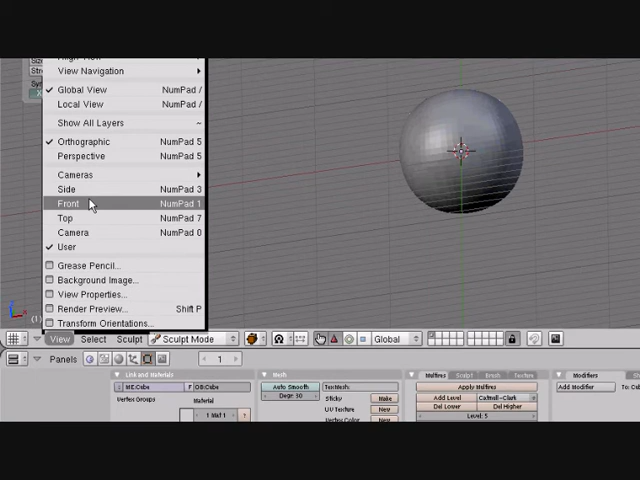 View Navigation
Global View NumPad /
Local View NumPad /
Show All Layers ~
Orthographic NumPad 5
Perspective NumPad 5
Cameras
Side NumPad 3
Front NumPad 1
Top NumPad 7
Camera NumPad 0
User
Grease Pencil...
Background Image...
View Properties...
Render Preview... Shift P
Transform Orientations...
View Select Sculpt Sculpt Mode Global
Panels 1
Link and Materials Mesh Multires Sculpt Brush Texture Modifiers
ME:Cube F OB:Cube Auto Smooth TexMesh: Apply Multires Add Modifier To: Cu
Vertex Groups Material Degr: 30 Sticky Make Add Level Catmull-Clark
1 Mat 1 ? UV Texture New Del Lower Del Higher
Vertex Color Level: 5